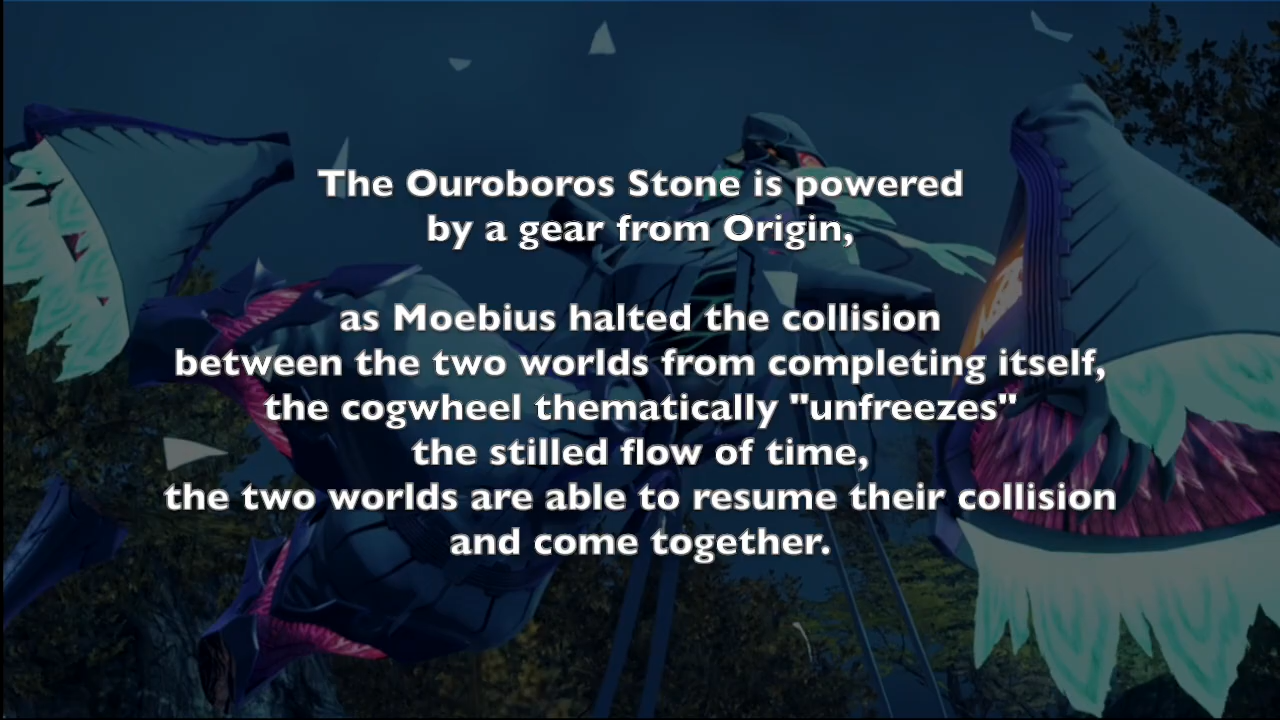 The Ouroboros Stone is powered
by a gear from Origin,
as Moebius halted the collision
between the two worlds from completing itself,
the cogwheel thematically "unfreezes"
the stilled flow of time,
the two worlds are able to resume their collision
and come together.